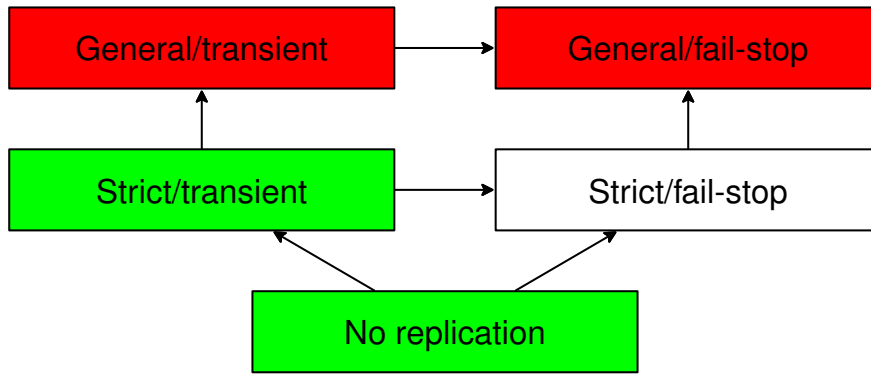 General/transient
General/fail-stop
Strict/transient
Strict/fail-stop
No replication